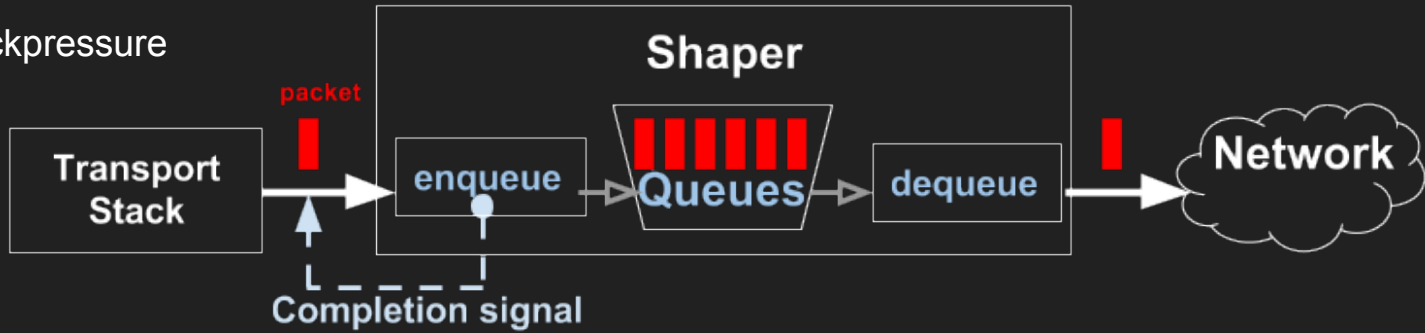 ckpressure
Shaper
packet
Transport
Stack
enqueue
Queues
dequeue
Network
Completion signal